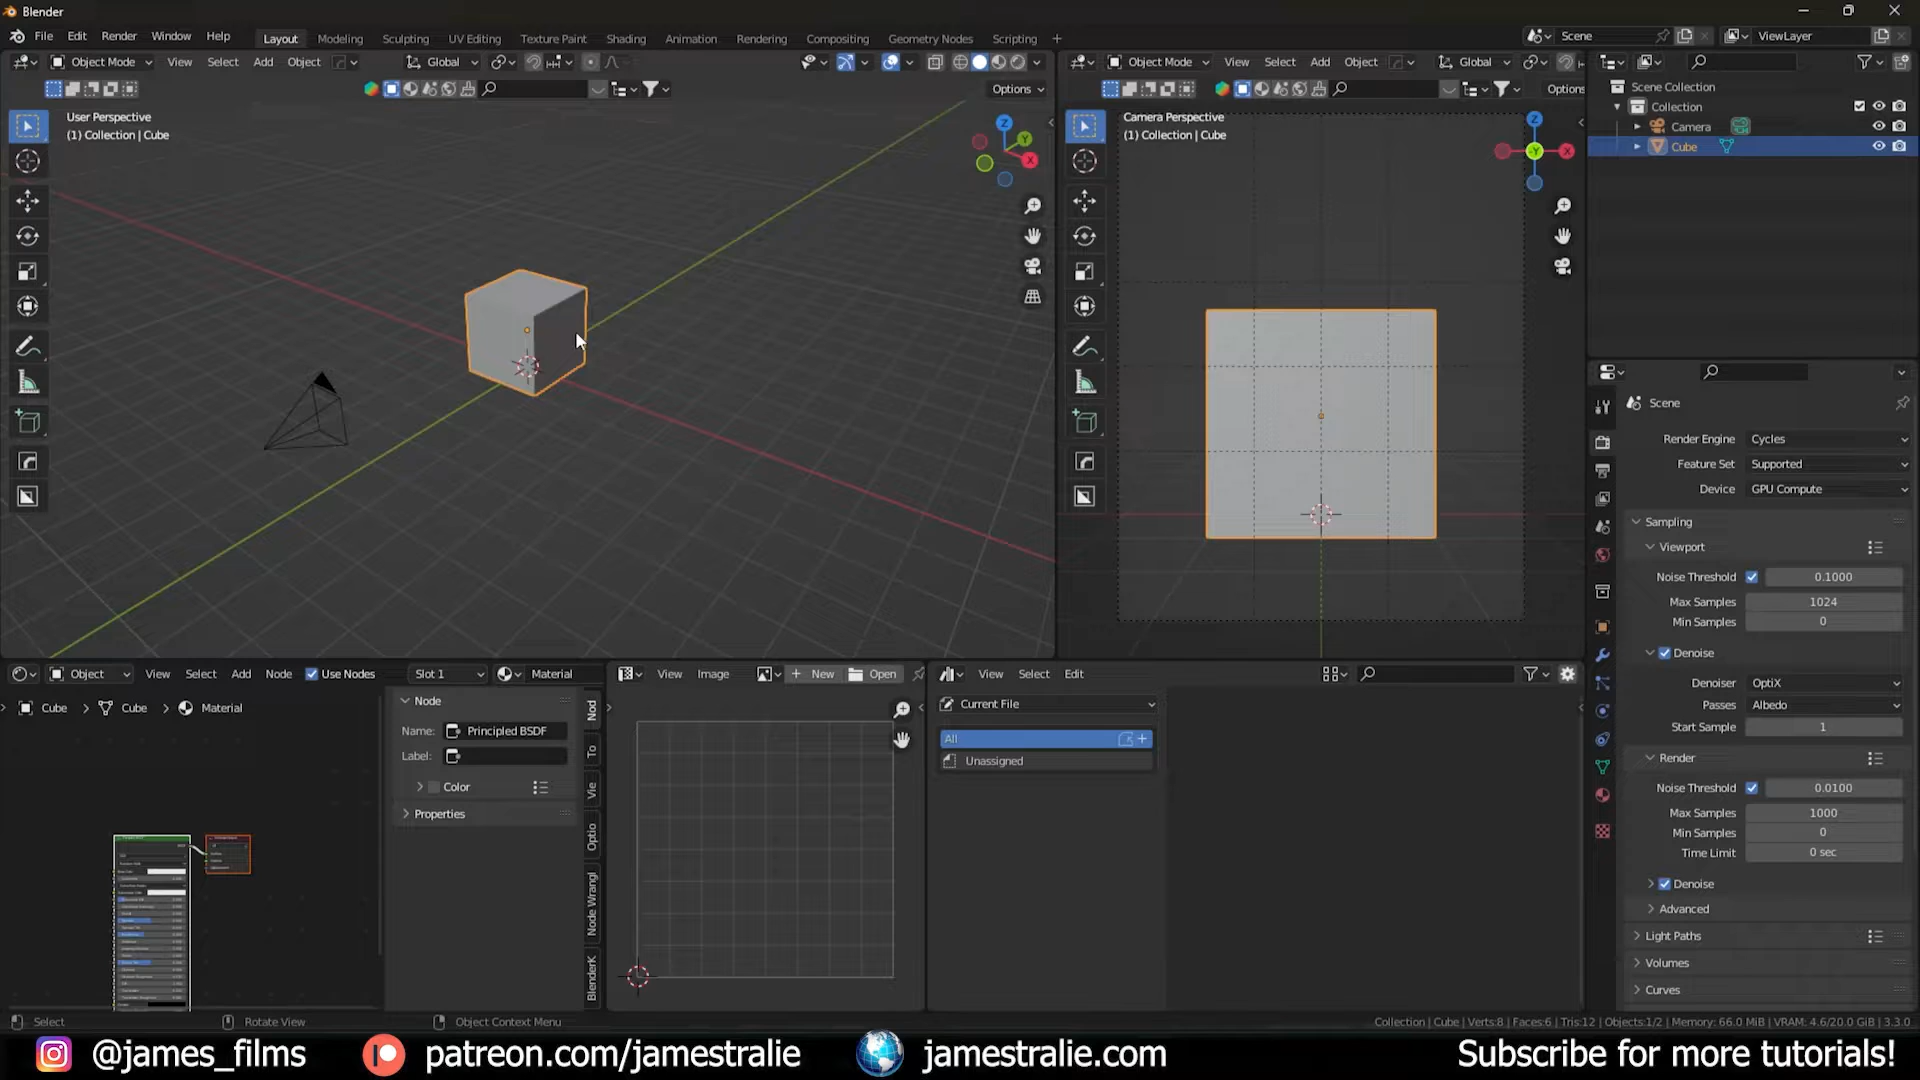 Blender
File Edit Render Window Help Layout Modeling Sculpting UV Editing Texture Paint Shading Animation Rendering Compositing Geometry Nodes Scripting + Scene ViewLayer
Object Mode View Select Add Object Global
Options
User Perspective
(1) Collection | Cube
Z
Y
X
Object Mode View Select Add Object Global
Options
Camera Perspective
(1) Collection | Cube
Z
-Y
X
Scene Collection
Collection
Camera
Cube
Scene
Render Engine Cycles
Feature Set Supported
Device GPU Compute
Sampling
Viewport
Noise Threshold 0.1000
Max Samples 1024
Min Samples 0
Denoise
Denoiser OptiX
Passes Albedo
Start Sample 1
Render
Noise Threshold 0.0100
Max Samples 1000
Min Samples 0
Time Limit 0 sec
Denoise
Advanced
Light Paths
Volumes
Curves
Object View Select Add Node Use Nodes Slot 1 Material
Cube > Cube > Material
Node
Name: Principled BSDF
Label:
Color
Properties
Nod
To
Vie
Optio
Node Wrangl
BlenderK
View Image + New Open
View Select Edit
Current File
All
Unassigned
Select Rotate View Object Context Menu
Collection | Cube | Verts:8 | Faces:6 | Tris:12 | Objects:1/2 | Memory: 66.0 MiB | VRAM: 4.6/20.0 GiB | 3.3.0
@james_films patreon.com/jamestralie jamestralie.com Subscribe for more tutorials!